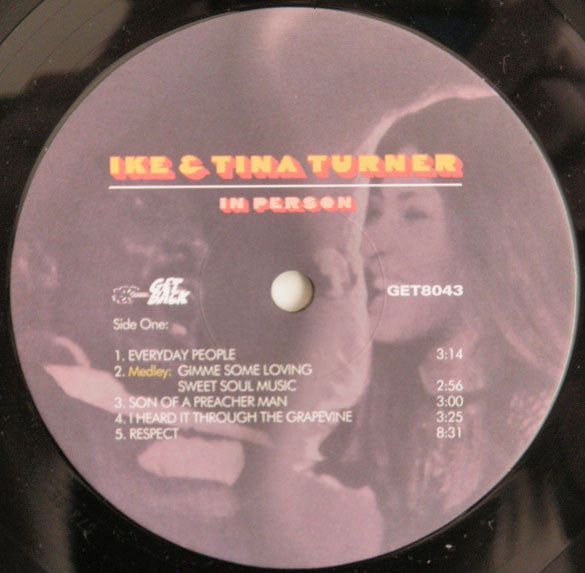 IKE & TINA TURNER
IN PERSON
GET BACK
GET8043
Side One:
1. EVERYDAY PEOPLE 3:14
2. Medley: GIMME SOME LOVING
SWEET SOUL MUSIC 2:56
3. SON OF A PREACHER MAN 3:00
4. I HEARD IT THROUGH THE GRAPEVINE 3:25
5. RESPECT 8:31